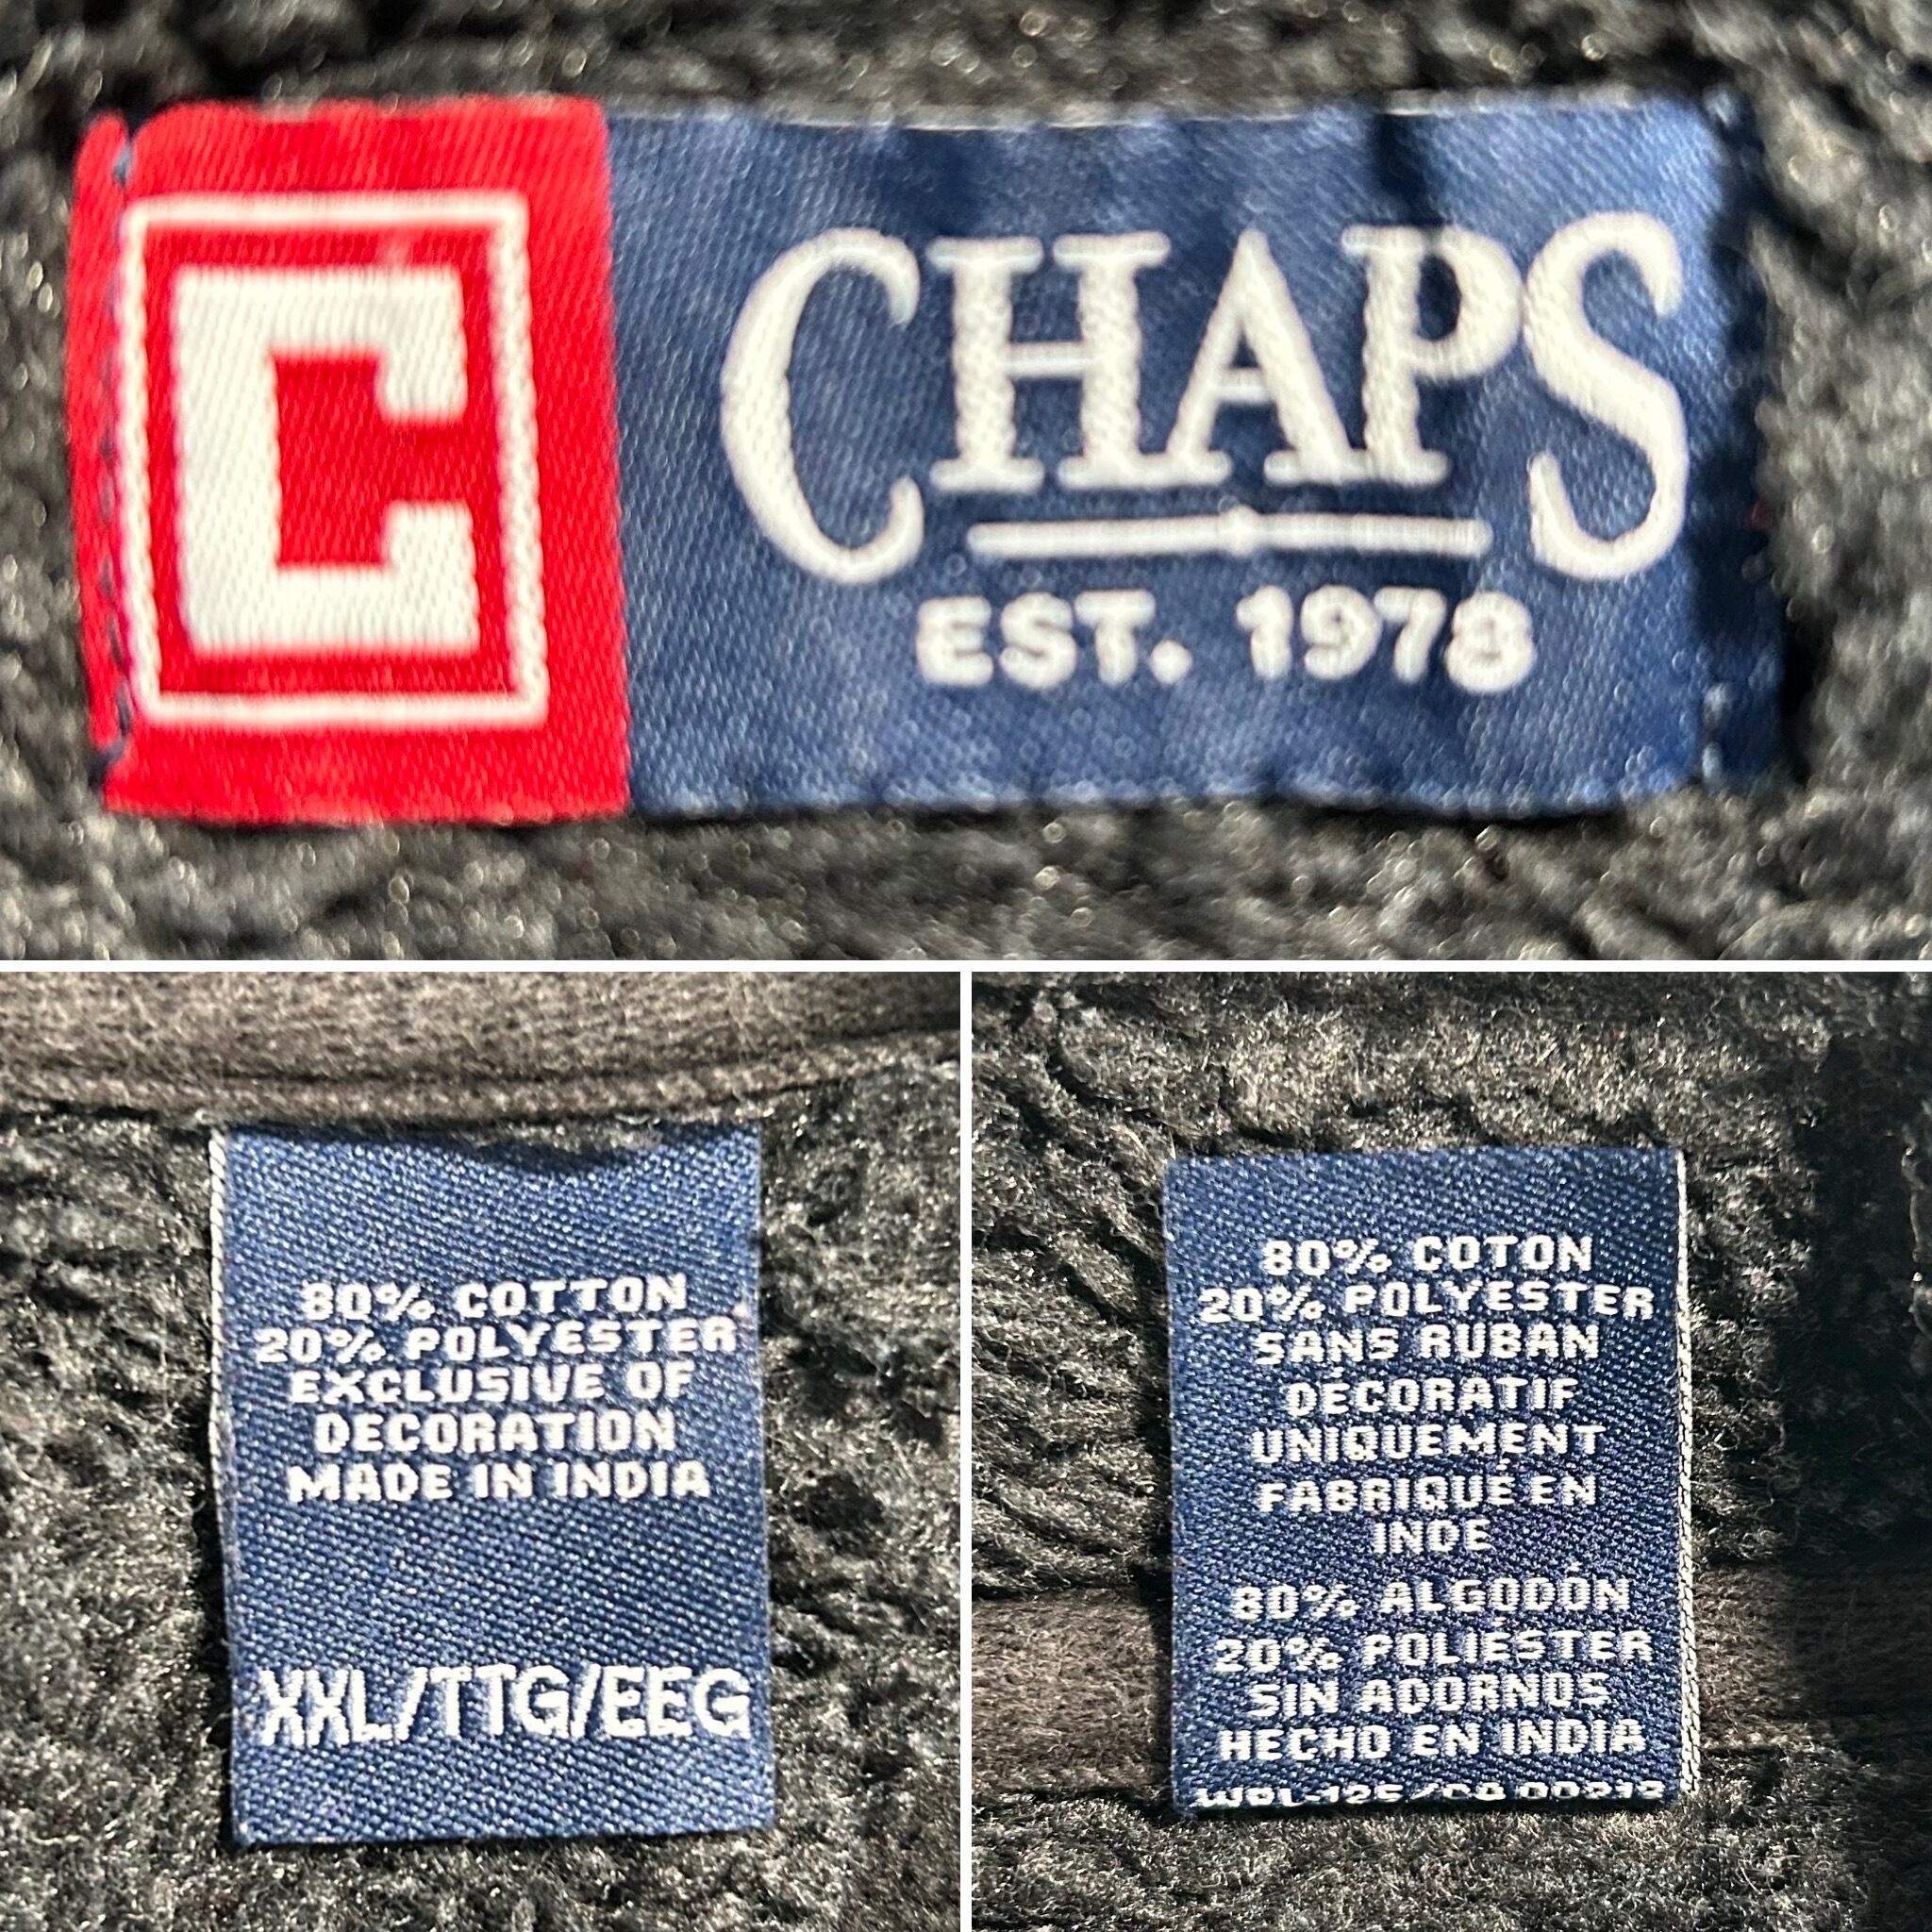 C
CHAPS
EST. 1978
80% COTTON
20% POLYESTER
EXCLUSIVE OF
DECORATION
MADE IN INDIA
XXL/TTG/EEG
80% COTON
20% POLYESTER
SANS RUBAN
DÉCORATIF
UNIQUEMENT
FABRIQUÉ EN
INDE
80% ALGODÓN
20% POLIÉSTER
SIN ADORNOS
HECHO EN INDIA